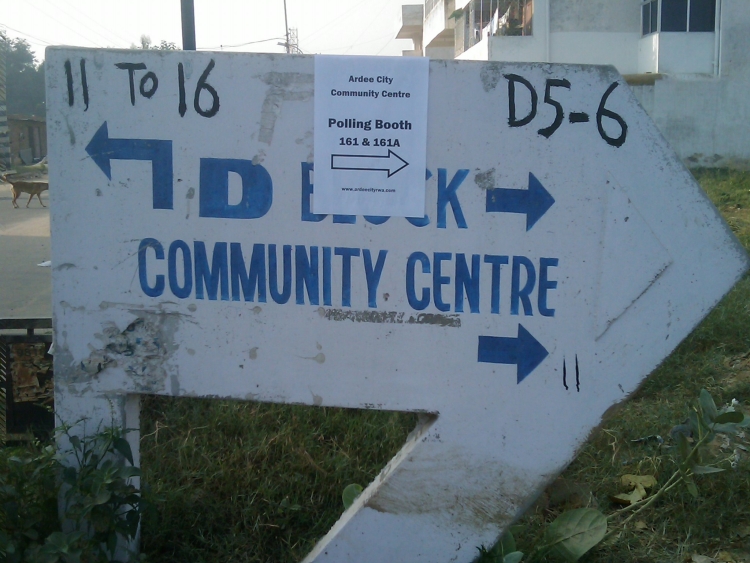 11 TO 16
D5-6
Ardee City
Community Centre
Polling Booth
161 & 161A
www.ardeecityrwa.com
D BLOCK
COMMUNITY CENTRE
11